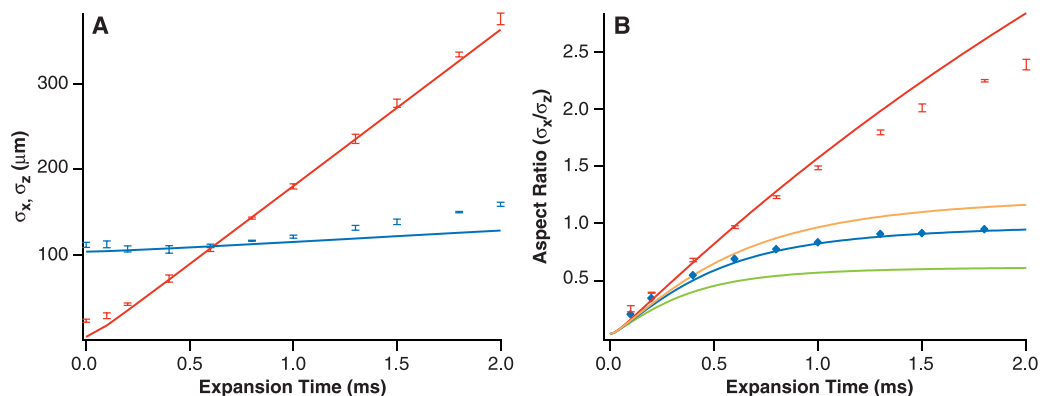 A
300
200
100
σx, σz (μm)
0.0 0.5 1.0 1.5 2.0
Expansion Time (ms)
B
2.5
2.0
1.5
1.0
0.5
Aspect Ratio (σx/σz)
0.0 0.5 1.0 1.5 2.0
Expansion Time (ms)